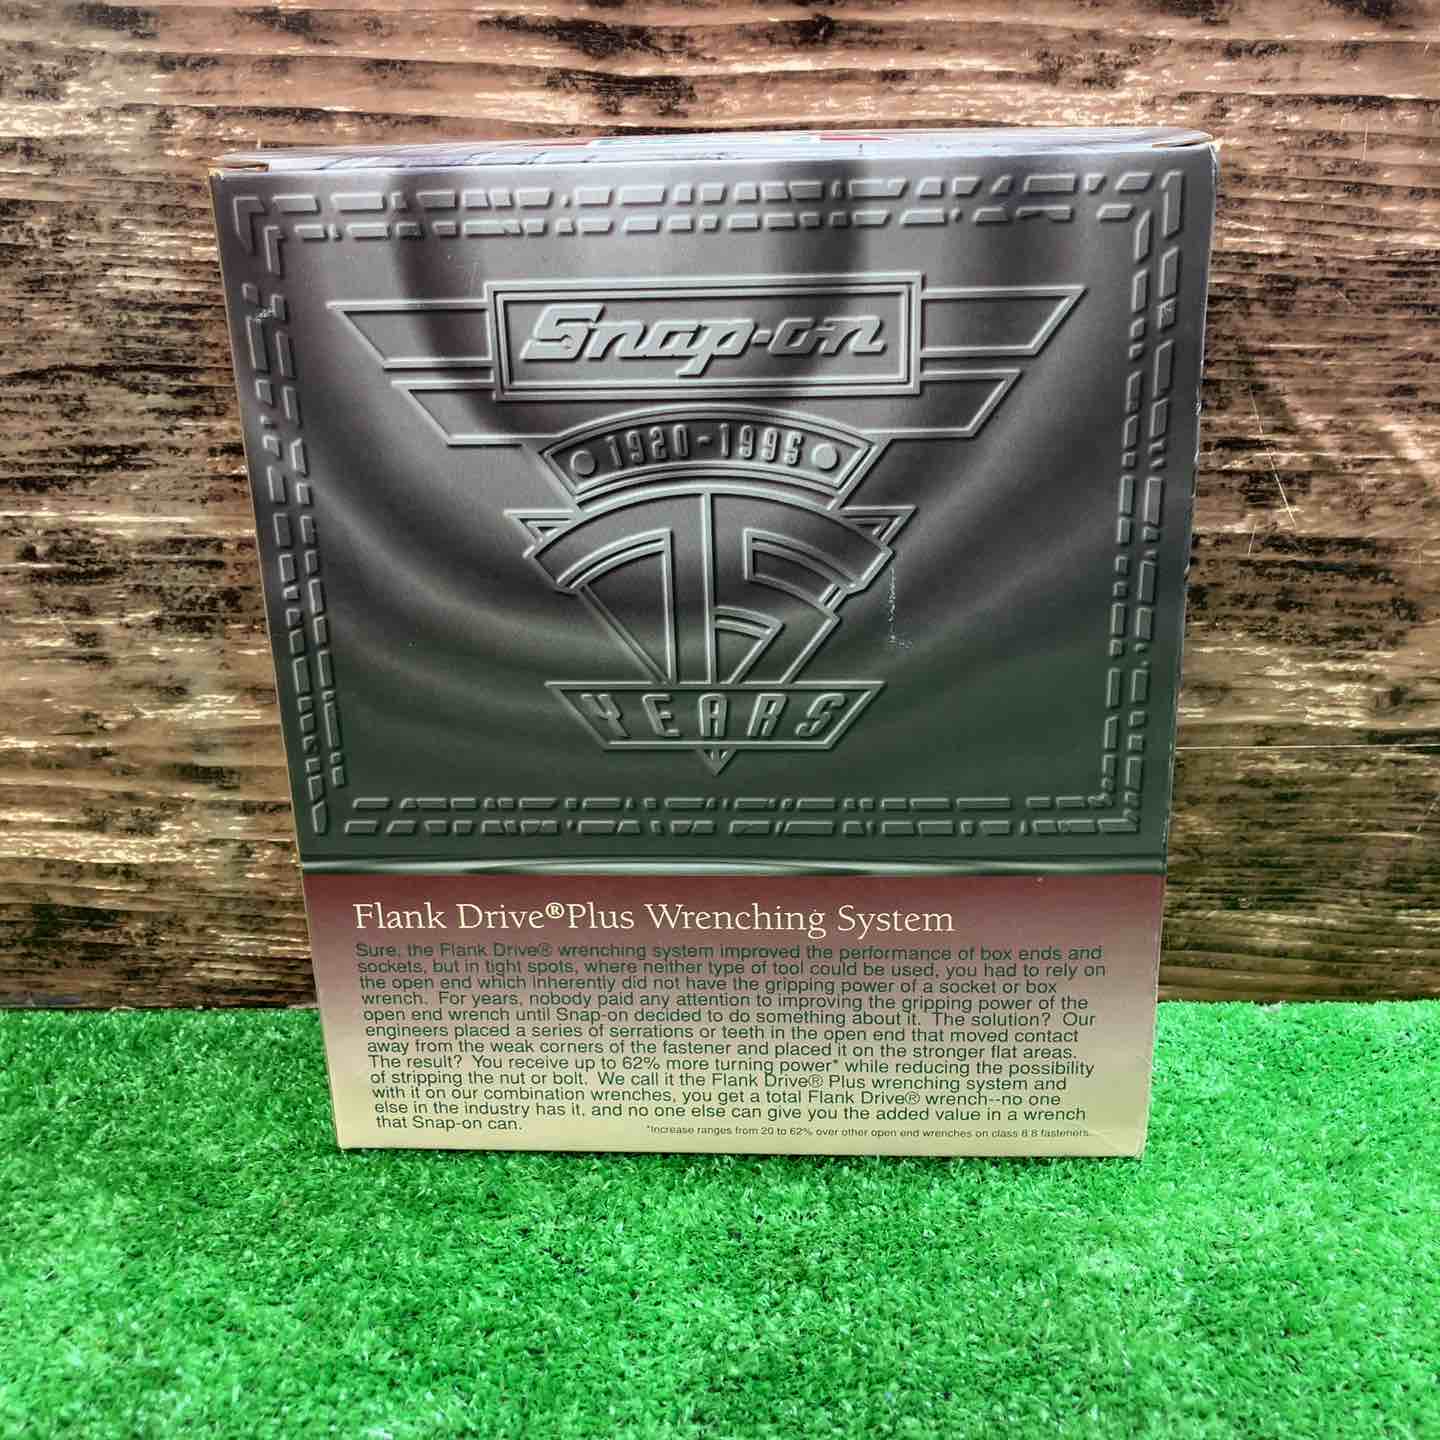 Snap-on
1920-1995
75
YEARS
Flank Drive®Plus Wrenching System
Sure, the Flank Drive® wrenching system improved the performance of box ends and
sockets, but in tight spots, where neither type of tool could be used, you had to rely on
the open end which inherently did not have the gripping power of a socket or box
wrench. For years, nobody paid any attention to improving the gripping power of the
open end wrench until Snap-on decided to do something about it. The solution? Our
engineers placed a series of serrations or teeth in the open end that moved contact
away from the weak corners of the fastener and placed it on the stronger flat areas.
The result? You receive up to 62% more turning power* while reducing the possibility
of stripping the nut or bolt. We call it the Flank Drive® Plus wrenching system and
with it on our combination wrenches, you get a total Flank Drive® wrench--no one
else in the industry has it, and no one else can give you the added value in a wrench
that Snap-on can.
*Increase ranges from 20 to 62% over other open end wrenches on class 8.8 fasteners.